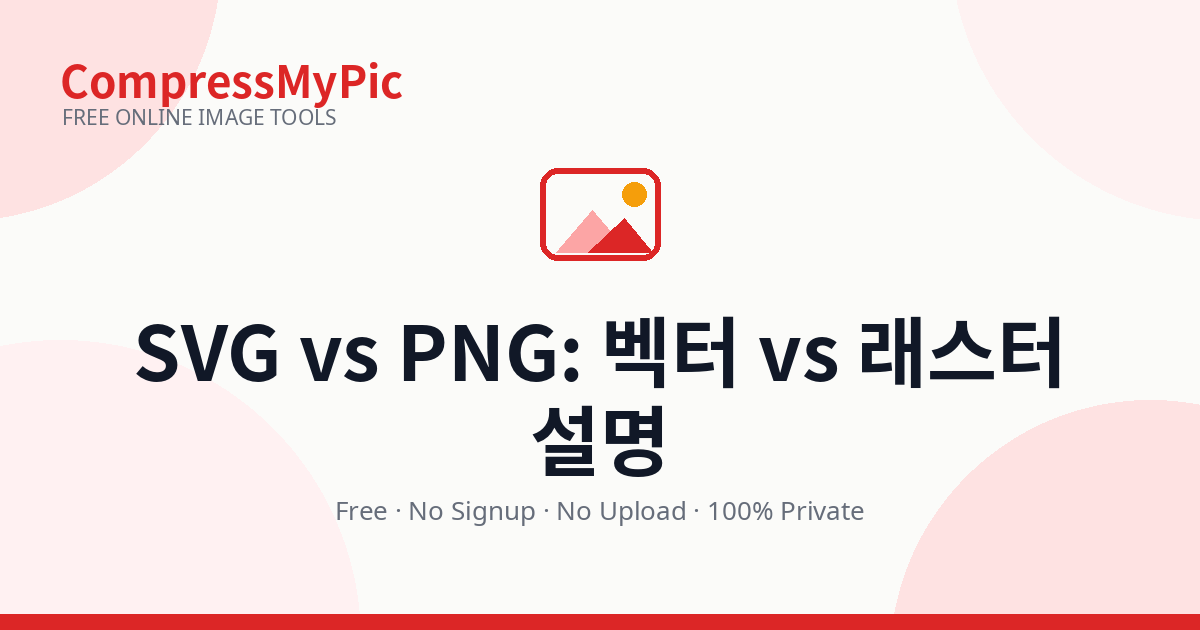 CompressMyPic
FREE ONLINE IMAGE TOOLS
SVG vs PNG: 벡터 vs 래스터
설명
Free · No Signup · No Upload · 100% Private